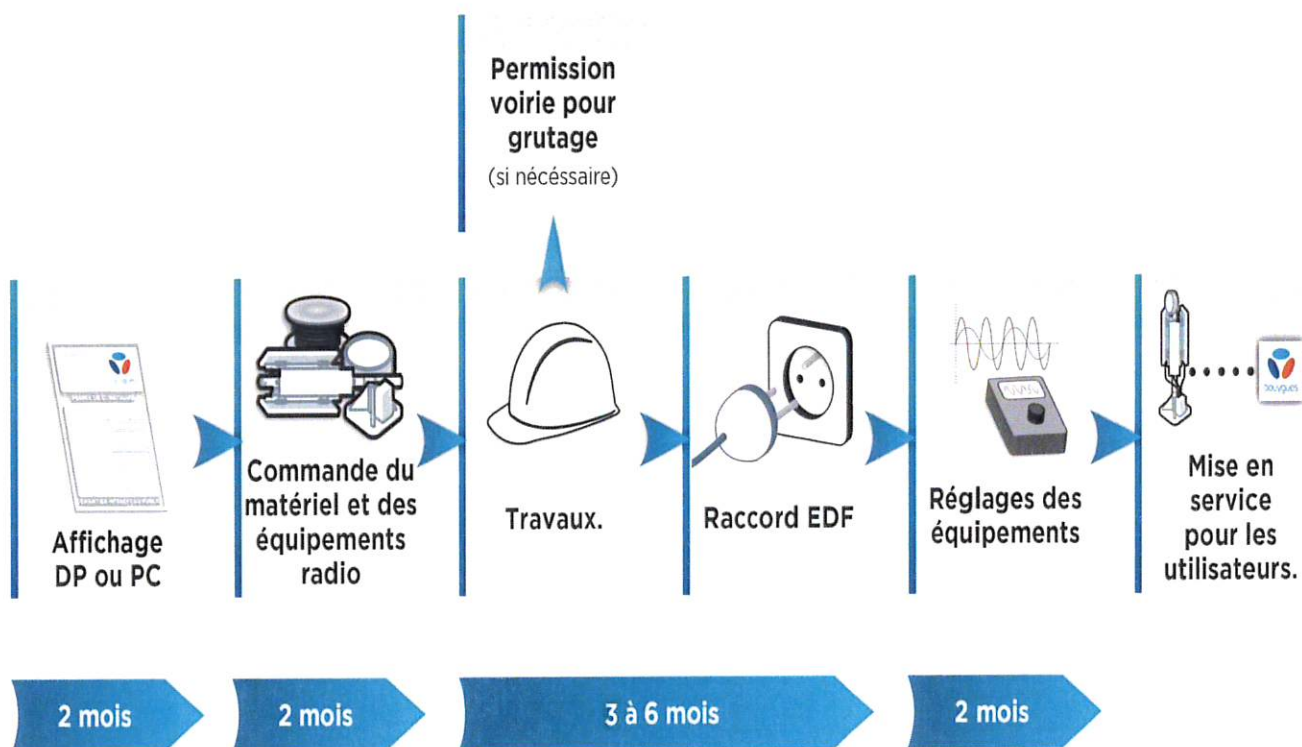 Permission
voirie pour
grutage
(si nécéssaire)
Affichage
DP ou PC
Commande du
matériel et des
équipements
radio
Travaux.
Raccord EDF
Réglages des
équipements
Mise en
service
pour les
utilisateurs.
2 mois
2 mois
3 à 6 mois
2 mois